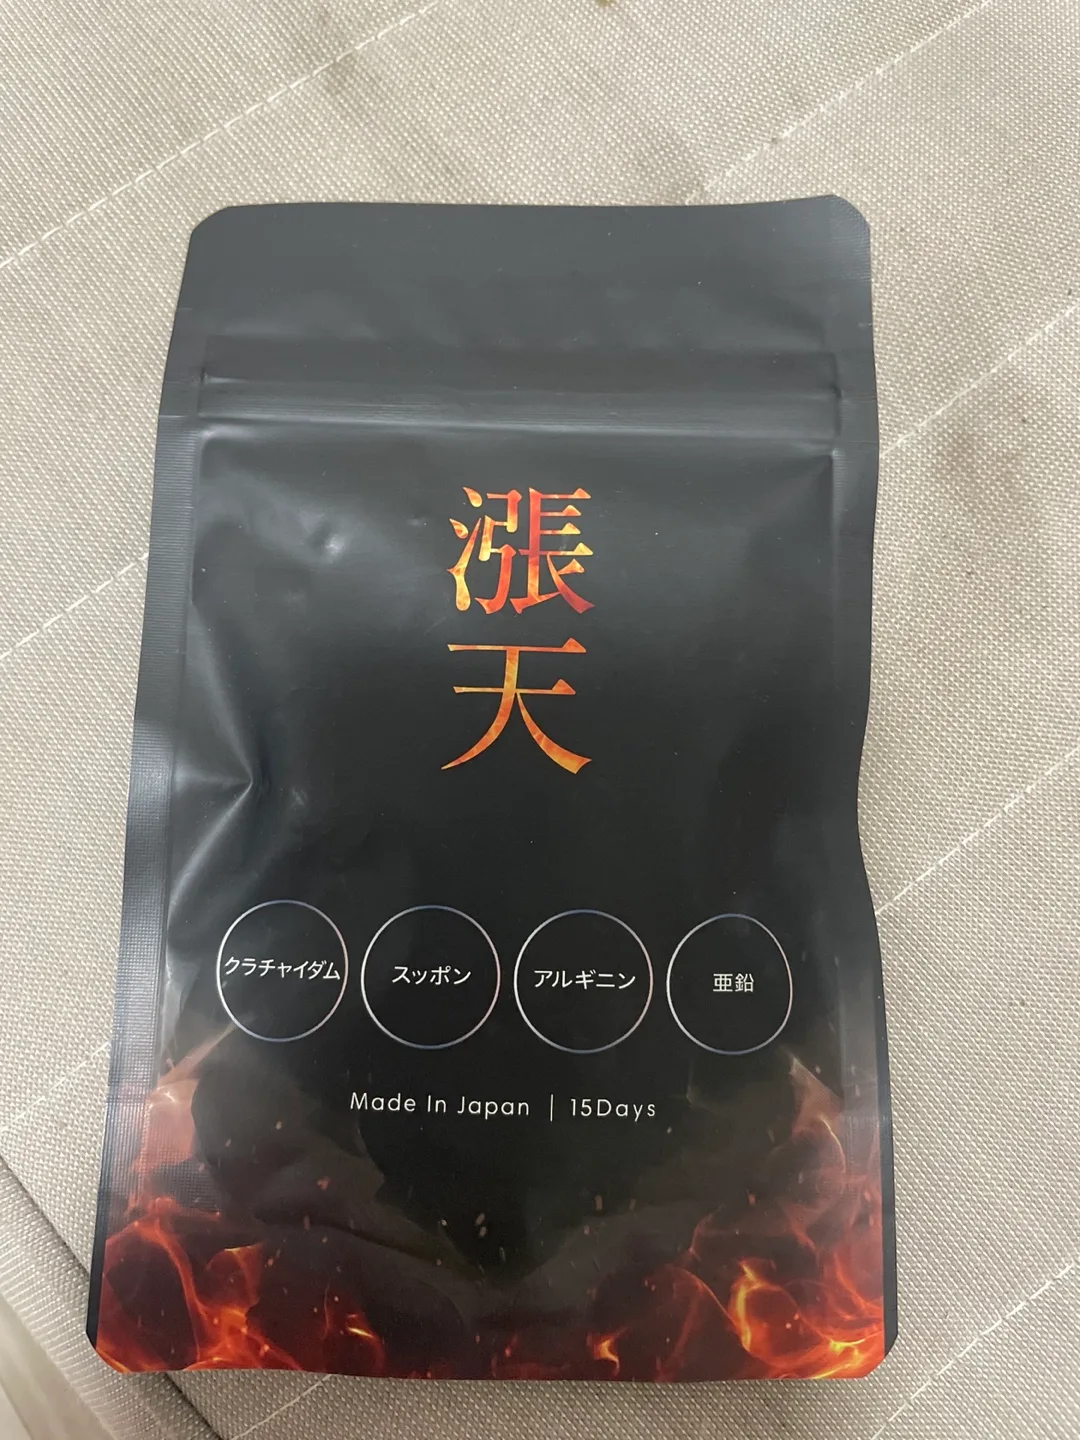 漲天
クラチャイダム
スッポン
アルギニン
亜鉛
Made In Japan | 15Days